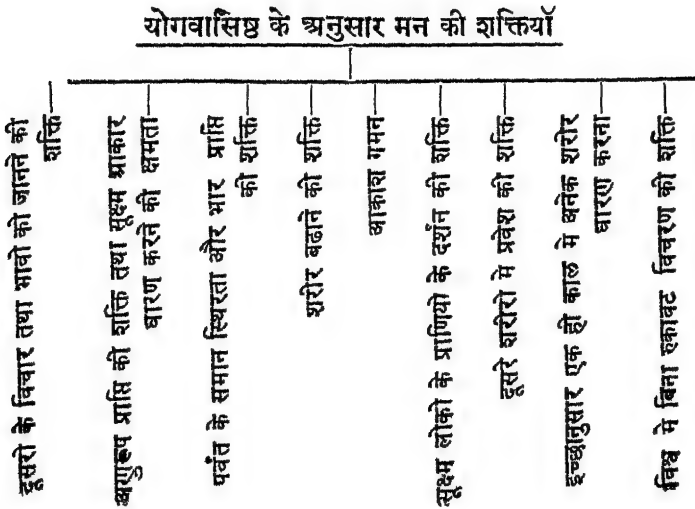 योगवासिष्ठ के अनुसार मन की शक्तियाँ
दूसरो के विचार तथा भावो को जानने की
शक्ति
अणुरूप प्राप्ति की शक्ति तथा सूक्ष्म आकार
धारण करने की क्षमता
पर्वत के समान स्थिरता और भार प्राप्ति
की शक्ति
शरीर बढाने की शक्ति
आकाश गमन
सूक्ष्म लोको के प्राणियो के दर्शन की शक्ति
दूसरे शरीरो मे प्रवेश की शक्ति
इच्छानुसार एक ही काल मे अनेक शरीर
धारण करना
विश्व मे बिना रुकावट विचरण की शक्ति